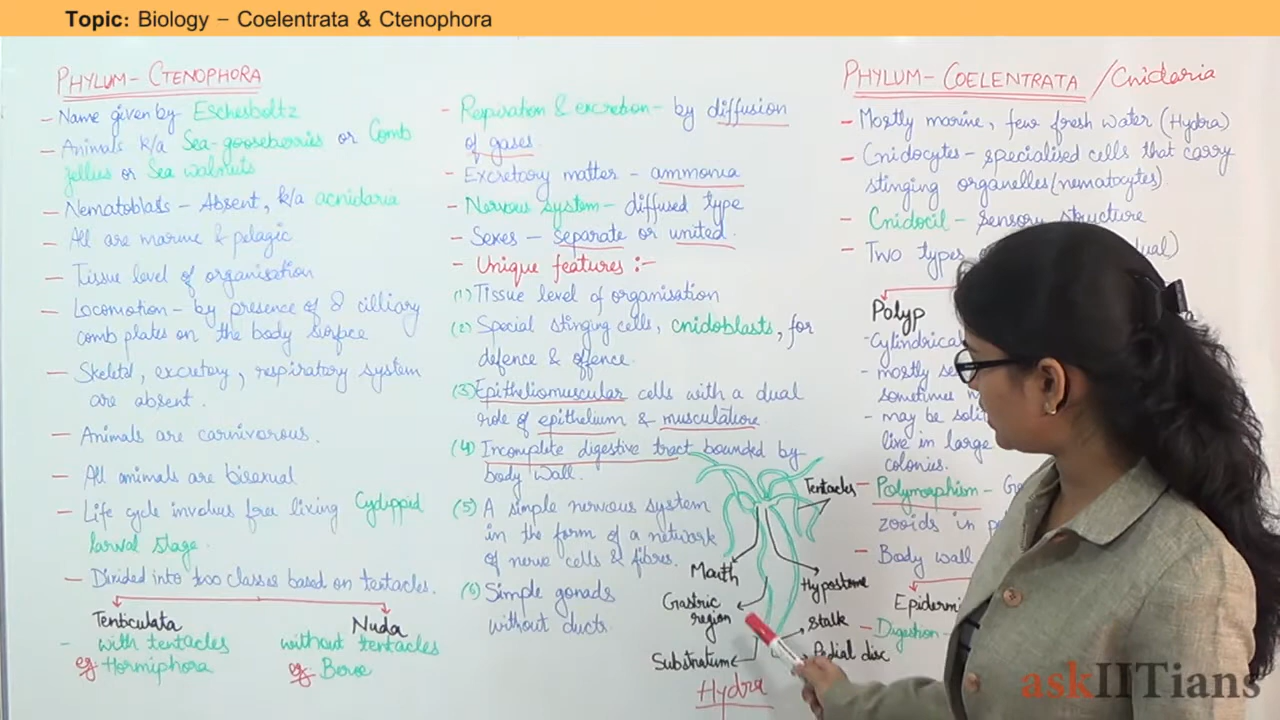 Topic: Biology – Coelentrata & Ctenophora
PHYLUM - CTENOPHORA
- Name given by Eschesboltz
- Animals k/a Sea-gooseberries or Comb
jellies or Sea walnuts
- Nematoblasts - Absent, k/a acnidaria
- All are marine & pelagic
- Tissue level of organisation
- Locomotion - by presence of 8 cilliary
comb plates on the body surface
- Skeletal, excretory, respiratory system
are absent.
- Animals are carnivorous.
- All animals are bisexual
- Life cycle involves free living Cydippid
larval stage.
- Divided into two classes based on tentacles.
Tenticulata
- with tentacles
eg Hormiphora
Nuda
without tentacles
eg Beroe
- Respiration & excretion - by diffusion
of gases.
- Excretory matter - ammonia
- Nervous system - diffused type
- Sexes - separate or united.
- Unique features :-
(1) Tissue level of organisation
(2) Special stinging cells, cnidoblasts, for
defence & offence.
(3) Epitheliomuscular cells with a dual
role of epithelium & musculature
(4) Incomplete digestive tract bounded by
body wall.
(5) A simple nervous system
in the form of a network
of nerve cells & fibres.
(6) Simple gonads
without ducts.
Tentacles
Mouth
Hypostome
Gastric
region
Stalk
Substratum
Pedial disc
Hydra
PHYLUM - COELENTRATA / Cnidaria
- Mostly marine, few fresh water (Hydra)
- Cnidocytes - specialised cells that carry
stinging organelles (nematocytes).
- Cnidocil - sensory structure
- Two types
Polyp
- Cylindrical
- mostly
sometimes
- may be
live in large
colonies.
- Polymorphism -
zooids in
- Body wall
- Digestion -
askIITians